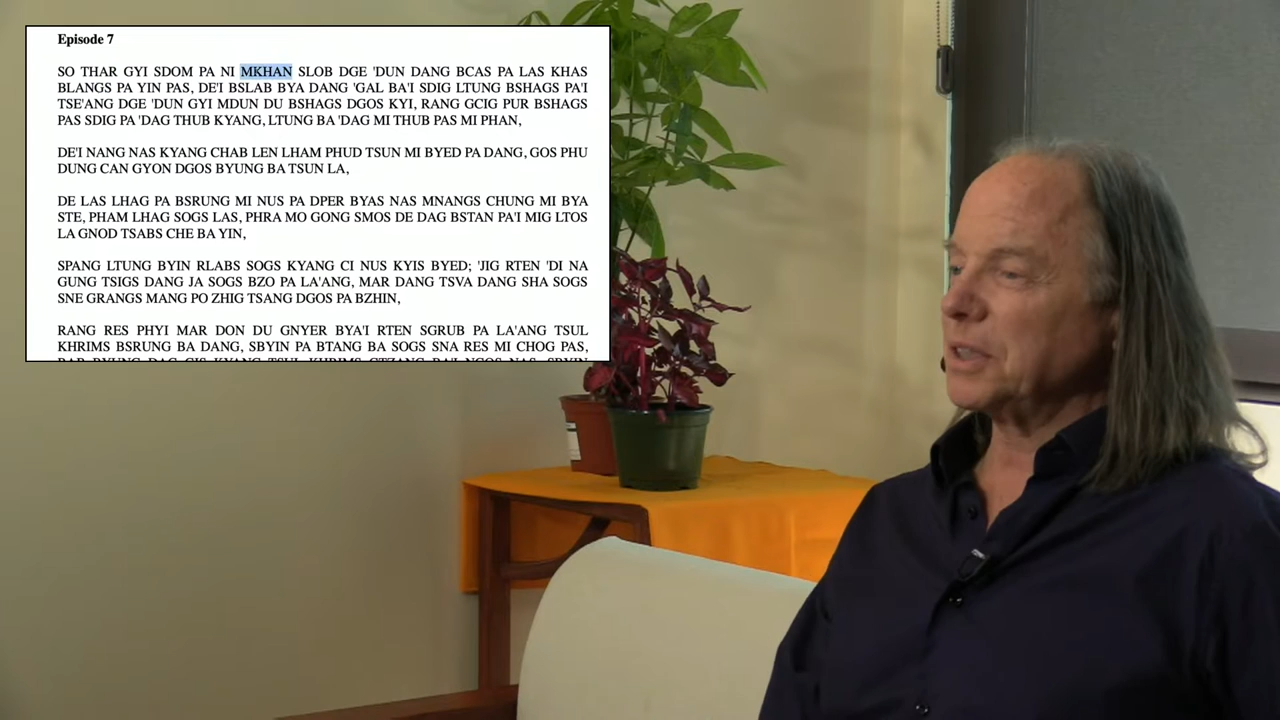 Episode 7
SO THAR GYI SDOM PA NI MKHAN SLOB DGE 'DUN DANG BCAS PA LAS KHAS
BLANGS PA YIN PAS, DE'I BSLAB BYA DANG 'GAL BA'I SDIG LTUNG BSHAGS PA'I
TSE'ANG DGE 'DUN GYI MDUN DU BSHAGS DGOS KYI, RANG GCIG PUR BSHAGS
PAS SDIG PA 'DAG THUB KYANG, LTUNG BA 'DAG MI THUB PAS MI PHAN,
DE'I NANG NAS KYANG CHAB LEN LHAM PHUD TSUN MI BYED PA DANG, GOS PHU
DUNG CAN GYON DGOS BYUNG BA TSUN LA,
DE LAS LHAG PA BSRUNG MI NUS PA DPER BYAS NAS MNANGS CHUNG MI BYA
STE, PHAM LHAG SOGS LAS, PHRA MO GONG SMOS DE DAG BSTAN PA'I MIG LTOS
LA GNOD TSABS CHE BA YIN,
SPANG LTUNG BYIN RLABS SOGS KYANG CI NUS KYIS BYED; 'JIG RTEN 'DI NA
GUNG TSIGS DANG JA SOGS BZO PA LA'ANG, MAR DANG TSVA DANG SHA SOGS
SNE GRANGS MANG PO ZHIG TSANG DGOS PA BZHIN,
RANG RES PHYI MAR DON DU GNYER BYA'I RTEN SGRUB PA LA'ANG TSUL
KHRIMS BSRUNG BA DANG, SBYIN PA BTANG BA SOGS SNA RES MI CHOG PAS,